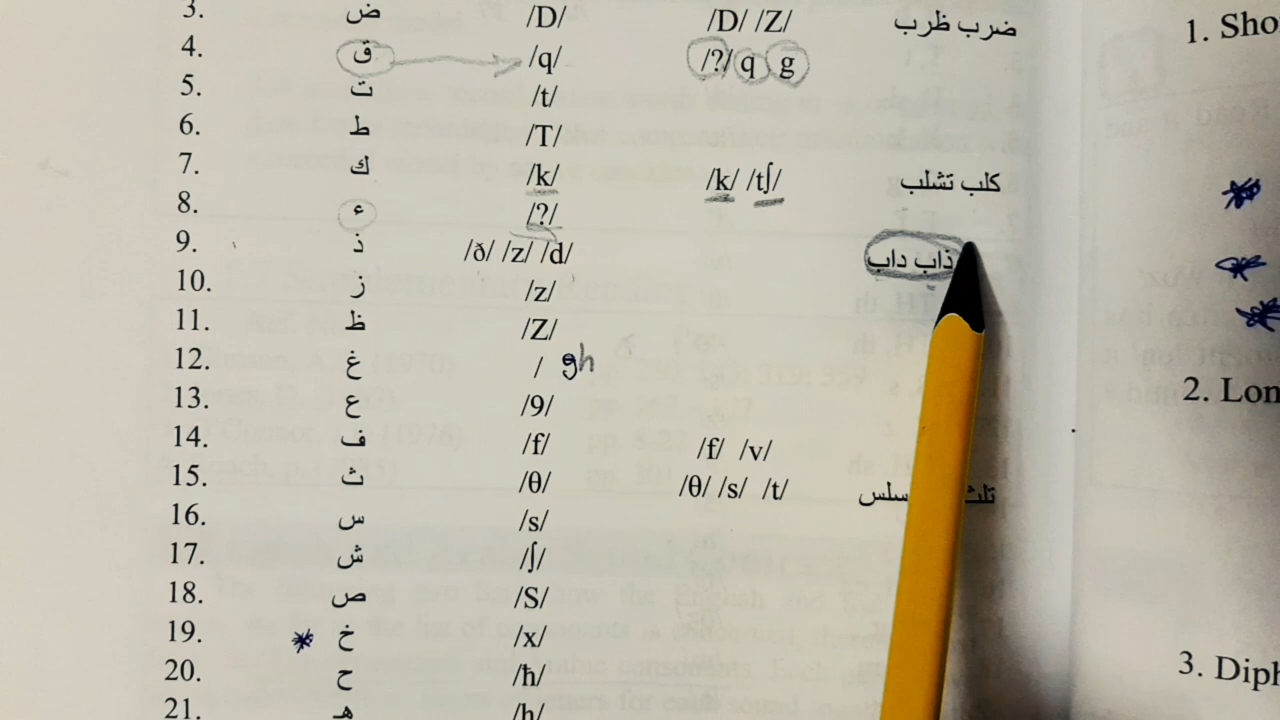 3. ض /D/ /D/ /Z/ ضرب ظرب
4. ق /q/ /?/ q g
5. ت /t/
6. ط /T/
7. ك /k/ /k/ /tʃ/ كلب تشلب
8. ء /?/
9. ذ /ð/ /z/ /d/ ذاب داب
10. ز /z/
11. ظ /Z/
12. غ / gh
13. ع /9/
14. ف /f/ /f/ /v/
15. ث /θ/ /θ/ /s/ /t/
16. س /s/
17. ش /ʃ/
18. ص /S/
19. خ /x/
20. ح /ħ/
21. هـ /h/
1. Sho
2. Lon
3. Diph